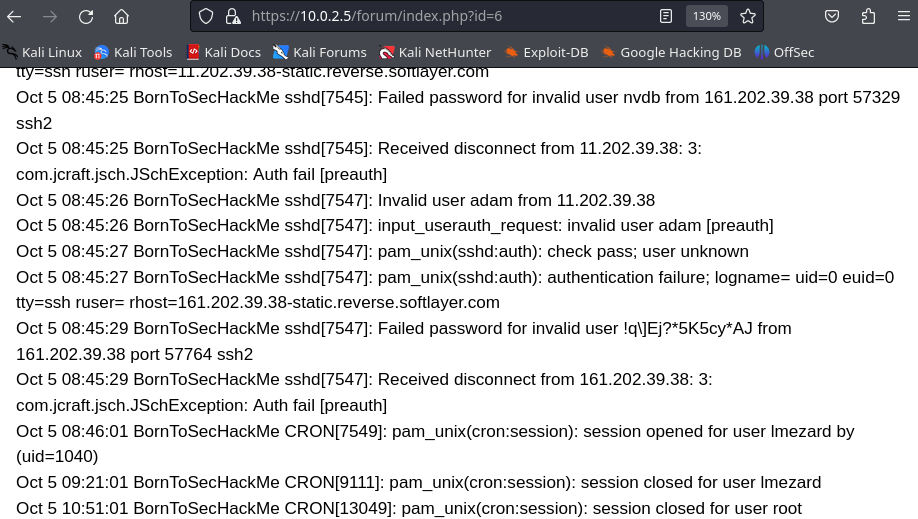 https://10.0.2.5/forum/index.php?id=6
130%
Kali Linux Kali Tools Kali Docs Kali Forums Kali NetHunter Exploit-DB Google Hacking DB OffSec
tty=ssh ruser= rhost=11.202.39.38-static.reverse.softlayer.com
Oct 5 08:45:25 BornToSecHackMe sshd[7545]: Failed password for invalid user nvdb from 161.202.39.38 port 57329
ssh2
Oct 5 08:45:25 BornToSecHackMe sshd[7545]: Received disconnect from 11.202.39.38: 3:
com.jcraft.jsch.JSchException: Auth fail [preauth]
Oct 5 08:45:26 BornToSecHackMe sshd[7547]: Invalid user adam from 11.202.39.38
Oct 5 08:45:26 BornToSecHackMe sshd[7547]: input_userauth_request: invalid user adam [preauth]
Oct 5 08:45:27 BornToSecHackMe sshd[7547]: pam_unix(sshd:auth): check pass; user unknown
Oct 5 08:45:27 BornToSecHackMe sshd[7547]: pam_unix(sshd:auth): authentication failure; logname= uid=0 euid=0
tty=ssh ruser= rhost=161.202.39.38-static.reverse.softlayer.com
Oct 5 08:45:29 BornToSecHackMe sshd[7547]: Failed password for invalid user !q\]Ej?*5K5cy*AJ from
161.202.39.38 port 57764 ssh2
Oct 5 08:45:29 BornToSecHackMe sshd[7547]: Received disconnect from 161.202.39.38: 3:
com.jcraft.jsch.JSchException: Auth fail [preauth]
Oct 5 08:46:01 BornToSecHackMe CRON[7549]: pam_unix(cron:session): session opened for user lmezard by
(uid=1040)
Oct 5 09:21:01 BornToSecHackMe CRON[9111]: pam_unix(cron:session): session closed for user lmezard
Oct 5 10:51:01 BornToSecHackMe CRON[13049]: pam_unix(cron:session): session closed for user root